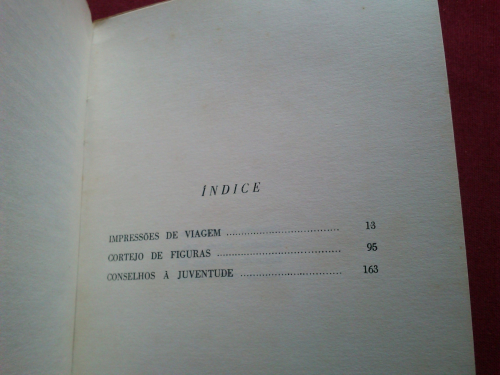 ÍNDICE
IMPRESSÕES DE VIAGEM ................................... 13
CORTEJO DE FIGURAS ..................................... 95
CONSELHOS À JUVENTUDE ............................... 163